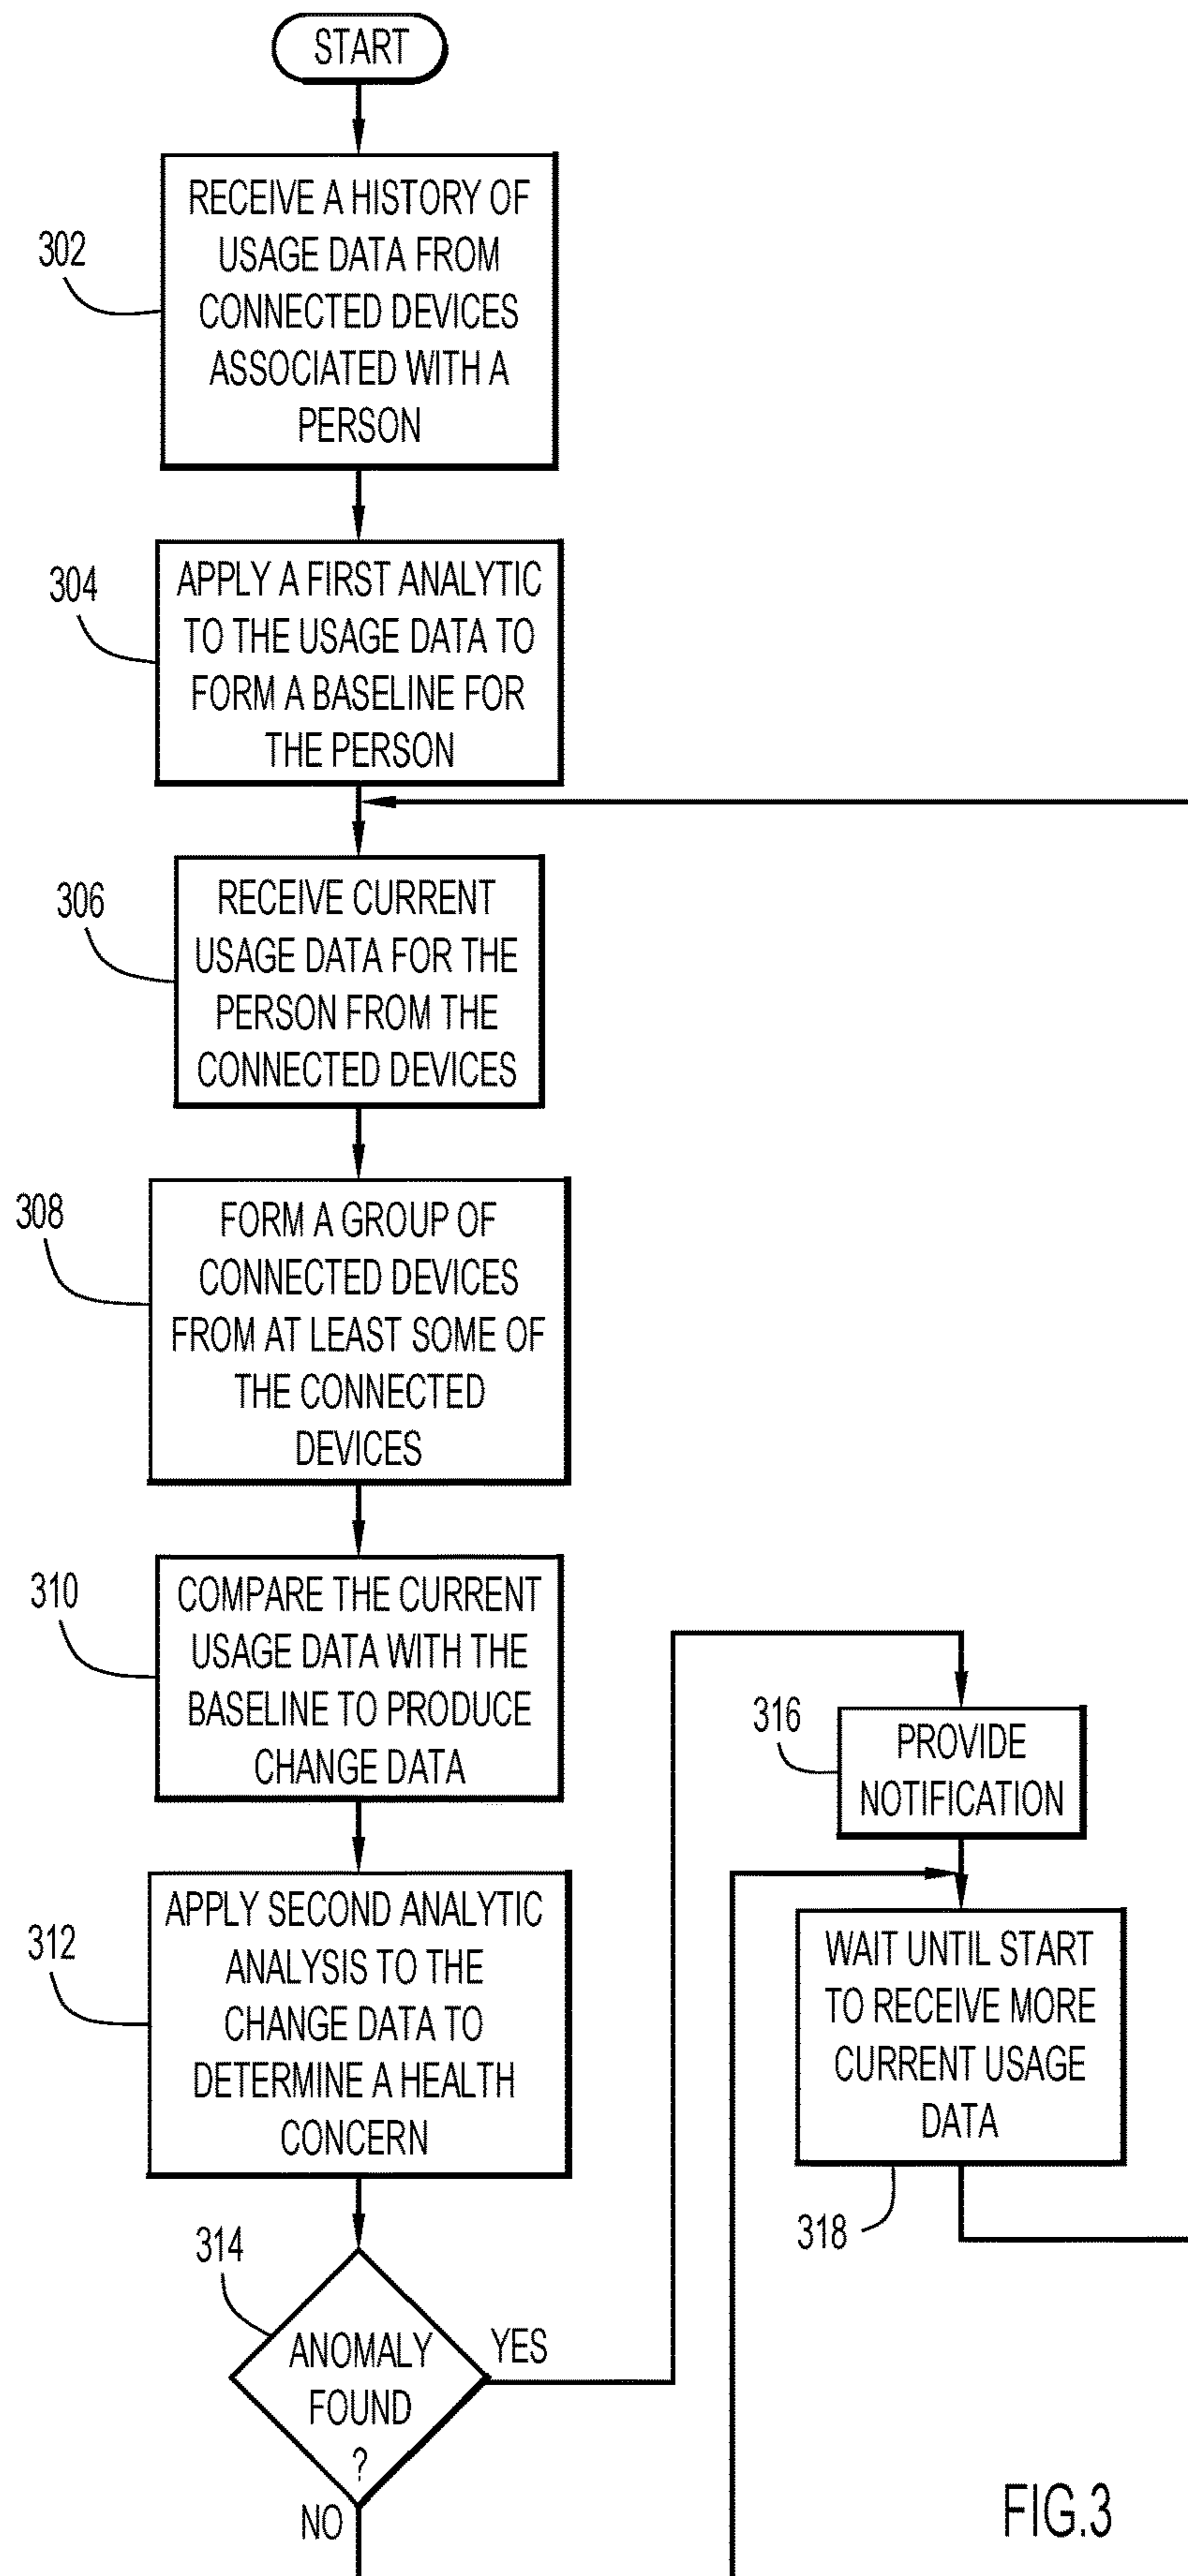 START
302
RECEIVE A HISTORY OF
USAGE DATA FROM
CONNECTED DEVICES
ASSOCIATED WITH A
PERSON
304
APPLY A FIRST ANALYTIC
TO THE USAGE DATA TO
FORM A BASELINE FOR
THE PERSON
306
RECEIVE CURRENT
USAGE DATA FOR THE
PERSON FROM THE
CONNECTED DEVICES
308
FORM A GROUP OF
CONNECTED DEVICES
FROM AT LEAST SOME OF
THE CONNECTED
DEVICES
310
COMPARE THE CURRENT
USAGE DATA WITH THE
BASELINE TO PRODUCE
CHANGE DATA
312
APPLY SECOND ANALYTIC
ANALYSIS TO THE
CHANGE DATA TO
DETERMINE A HEALTH
CONCERN
314
ANOMALY
FOUND
?
YES
NO
316
PROVIDE
NOTIFICATION
WAIT UNTIL START
TO RECEIVE MORE
CURRENT USAGE
DATA
318
FIG.3